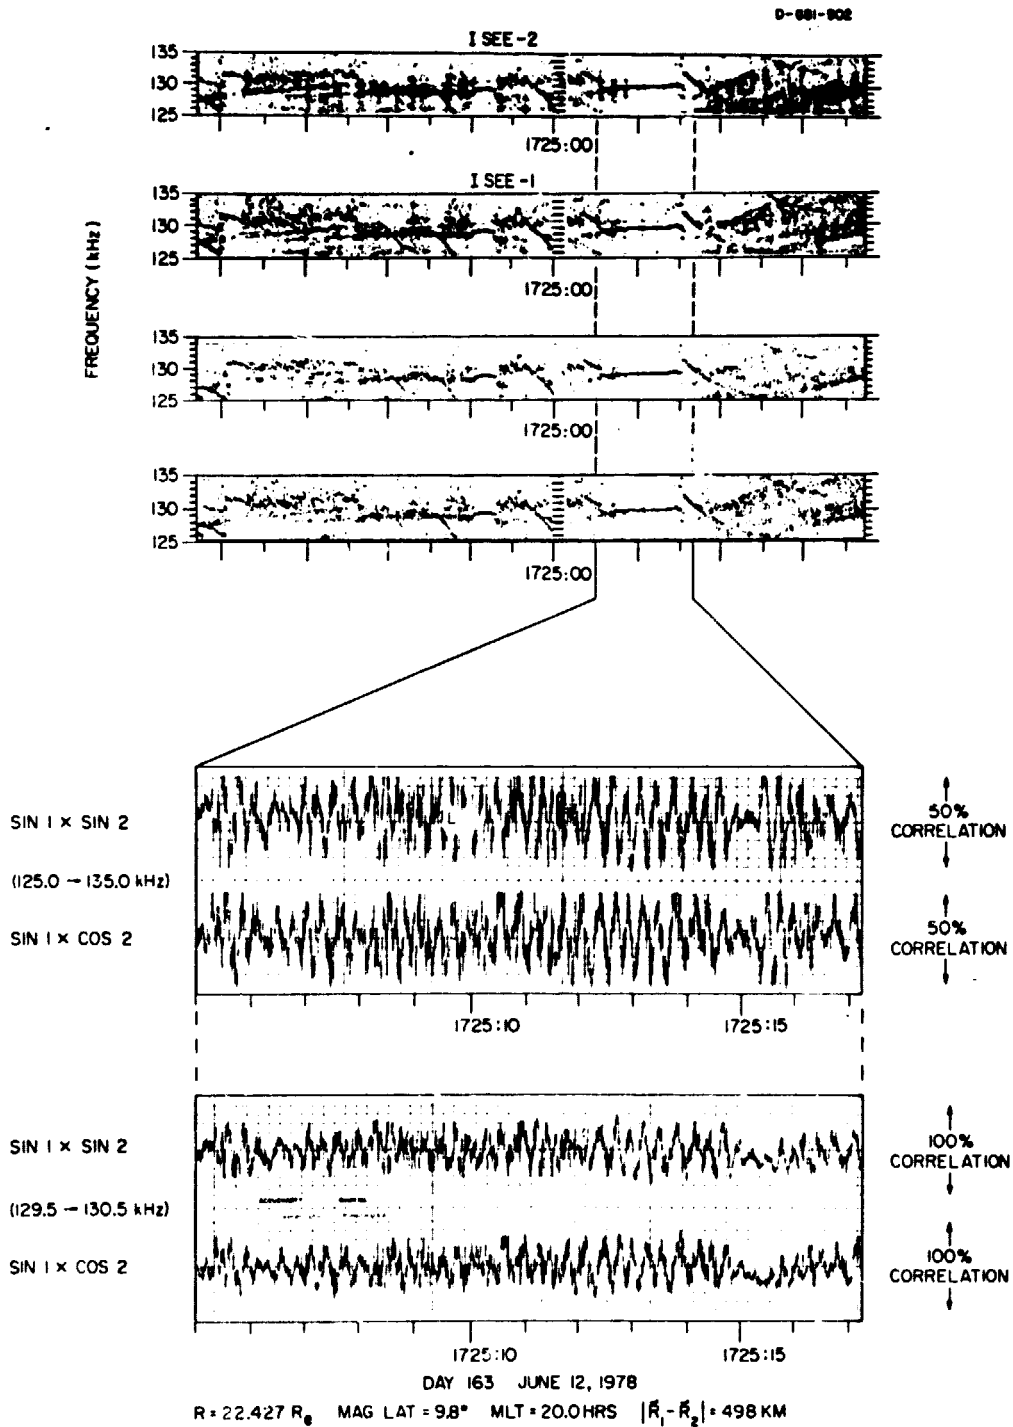 D-681-902
I SEE-2
135
130
125
1725:00
I SEE-1
135
130
125
1725:00
FREQUENCY (kHz)
135
130
125
1725:00
135
130
125
1725:00
SIN 1 × SIN 2
50%
CORRELATION
(125.0 → 135.0 kHz)
SIN 1 × COS 2
50%
CORRELATION
1725:10 1725:15
SIN 1 × SIN 2
100%
CORRELATION
(129.5 → 130.5 kHz)
SIN 1 × COS 2
100%
CORRELATION
1725:10 1725:15
DAY 163 JUNE 12, 1978
R = 22.427 Re MAG LAT = 9.8° MLT = 20.0 HRS |R⃗1-R⃗2| = 498 KM